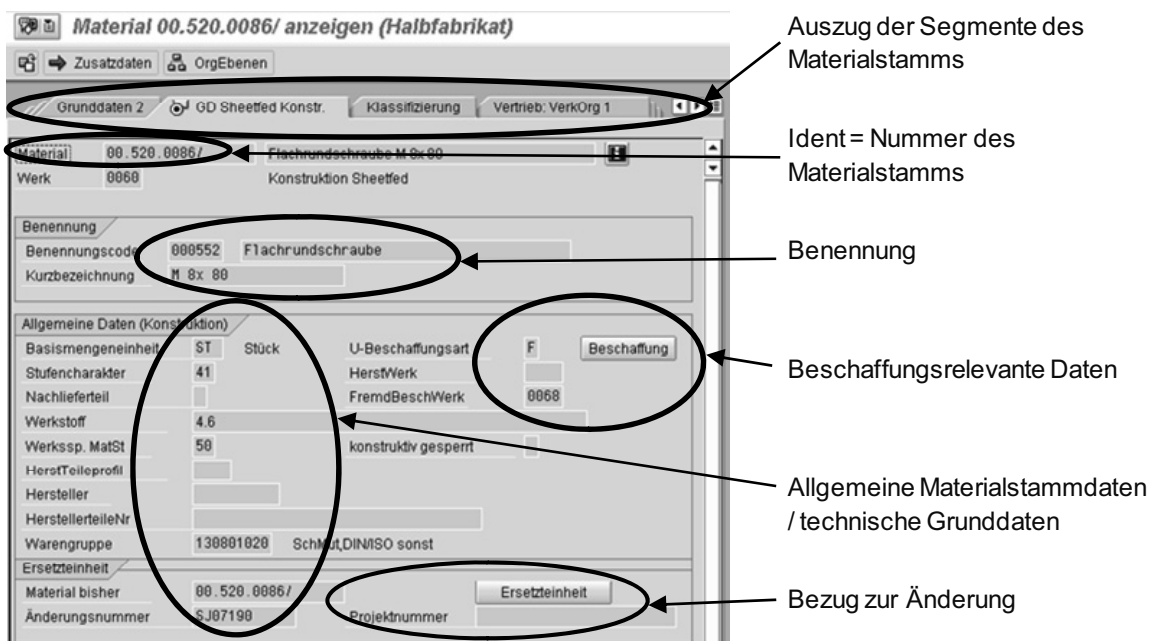 Material 00.520.0086/ anzeigen (Halbfabrikat)
Zusatzdaten OrgEbenen
Grunddaten 2 GD Sheetfed Konstr. Klassifizierung Vertrieb: VerkOrg 1
Material 00.520.0086/ Flachrundschraube M 8x 80
Werk 0060 Konstruktion Sheetfed
Benennung
Benennungscode 000552 Flachrundschraube
Kurzbezeichnung M 8x 80
Allgemeine Daten (Konstruktion)
Basismengeneinheit ST Stück U-Beschaffungsart F Beschaffung
Stufencharakter 41 HerstWerk
Nachlieferteil FremdBeschWerk 0068
Werkstoff 4.6
Werkssp. MatSt 50 konstruktiv gesperrt
HerstTeileprofil
Hersteller
HerstellerteileNr
Warengruppe 130801020 SchMut,DIN/ISO sonst
Ersetzteinheit
Material bisher 00.520.0086/ Ersetzteinheit
Änderungsnummer SJ07190 Projektnummer
Auszug der Segmente des
Materialstamms
Ident = Nummer des
Materialstamms
Benennung
Beschaffungsrelevante Daten
Allgemeine Materialstammdaten
/ technische Grunddaten
Bezug zur Änderung